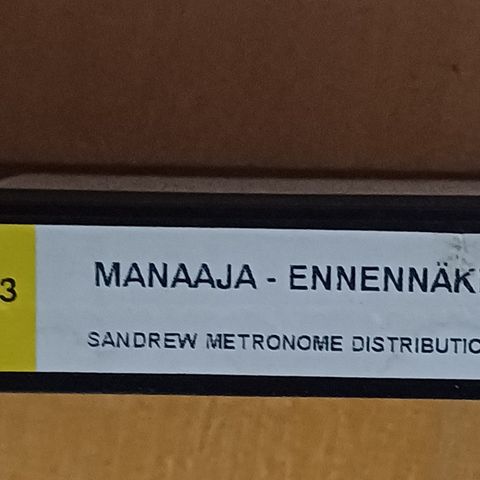 3
MANAAJA - ENNENNÄK
SANDREW METRONOME DISTRIBUTIO